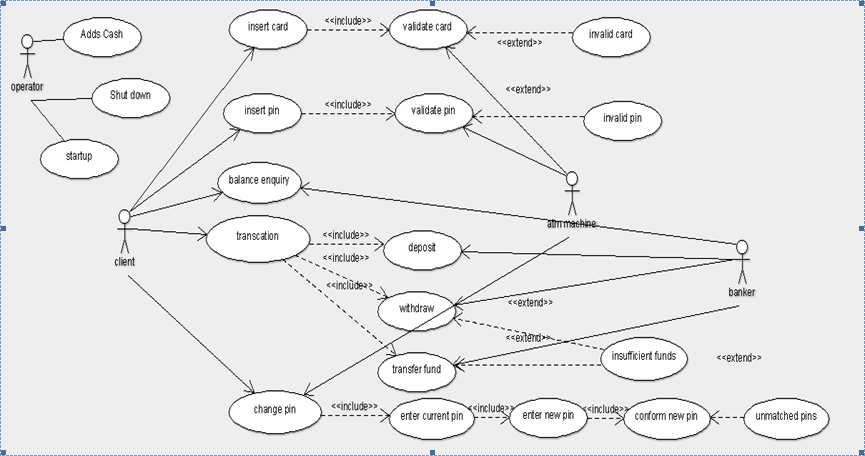 insert card
<<include>>
validate card
<<extend>>
invalid card
Adds Cash
operator
Shut down
startup
insert pin
<<include>>
validate pin
<<extend>>
invalid pin
balance enquiry
atm machine
client
transcation
<<include>>
<<include>>
<<include>>
deposit
banker
withdraw
<<extend>>
<<extend>>
insufficient funds
<<extend>>
transfer fund
change pin
<<include>>
enter current pin
<<include>>
enter new pin
<<include>>
conform new pin
unmatched pins